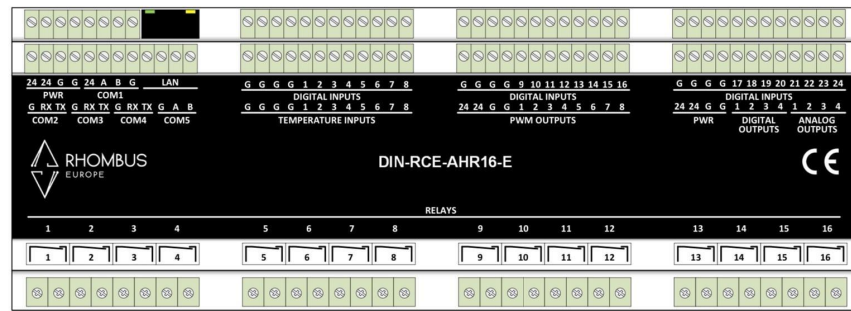 24 24 G G 24 A B G LAN
PWR COM1
G RX TX G RX TX G RX TX G A B
COM2 COM3 COM4 COM5
G G G G 1 2 3 4 5 6 7 8
DIGITAL INPUTS
G G G G 1 2 3 4 5 6 7 8
TEMPERATURE INPUTS
G G G G 9 10 11 12 13 14 15 16
DIGITAL INPUTS
24 24 G G 1 2 3 4 5 6 7 8
PWM OUTPUTS
G G G G 17 18 19 20 21 22 23 24
DIGITAL INPUTS
24 24 G G 1 2 3 4 1 2 3 4
PWR DIGITAL OUTPUTS ANALOG OUTPUTS
RHOMBUS
EUROPE
DIN-RCE-AHR16-E
CE
RELAYS
1 2 3 4 5 6 7 8 9 10 11 12 13 14 15 16
1 2 3 4 5 6 7 8 9 10 11 12 13 14 15 16